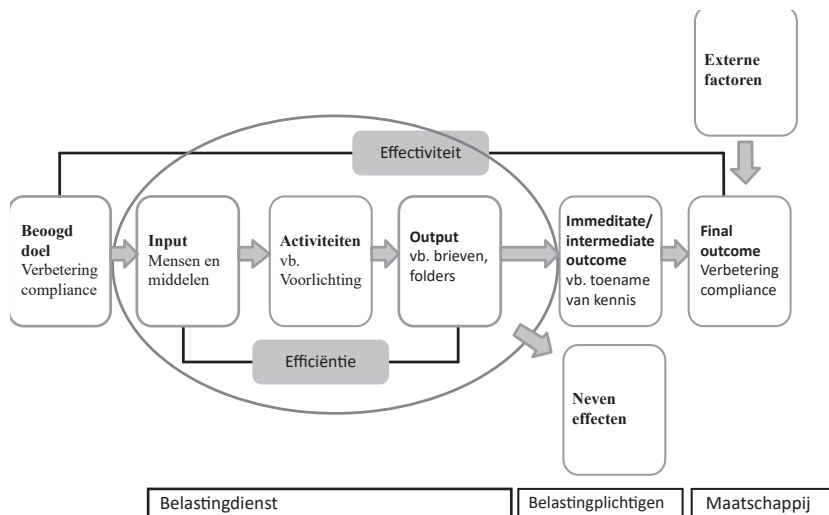 Externe
factoren
Effectiviteit
Beoogd
doel
Verbetering
compliance
Input
Mensen en
middelen
Activiteiten
vb.
Voorlichting
Output
vb. brieven,
folders
Immeditate/
intermediate
outcome
vb. toename
van kennis
Final
outcome
Verbetering
compliance
Efficiëntie
Neven
effecten
Belastingdienst
Belastingplichtigen
Maatschappij